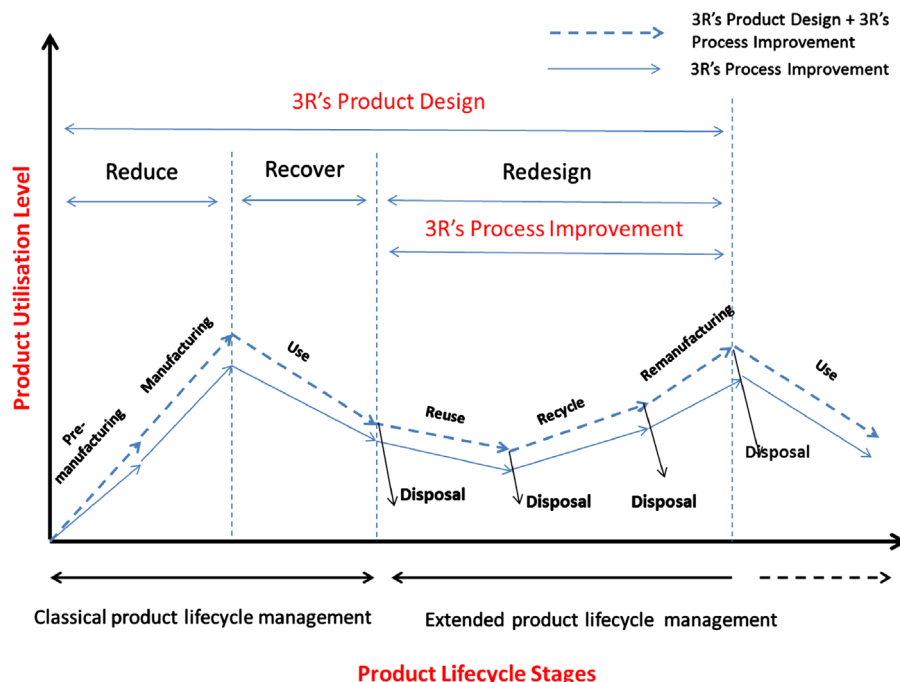 3R’s Product Design + 3R’s
Process Improvement
3R’s Process Improvement
3R’s Product Design
Reduce
Recover
Redesign
3R’s Process Improvement
Product Utilisation Level
Pre-
manufacturing
Manufacturing
Use
Reuse
Recycle
Remanufacturing
Use
Disposal
Disposal
Disposal
Disposal
Classical product lifecycle management
Extended product lifecycle management
Product Lifecycle Stages